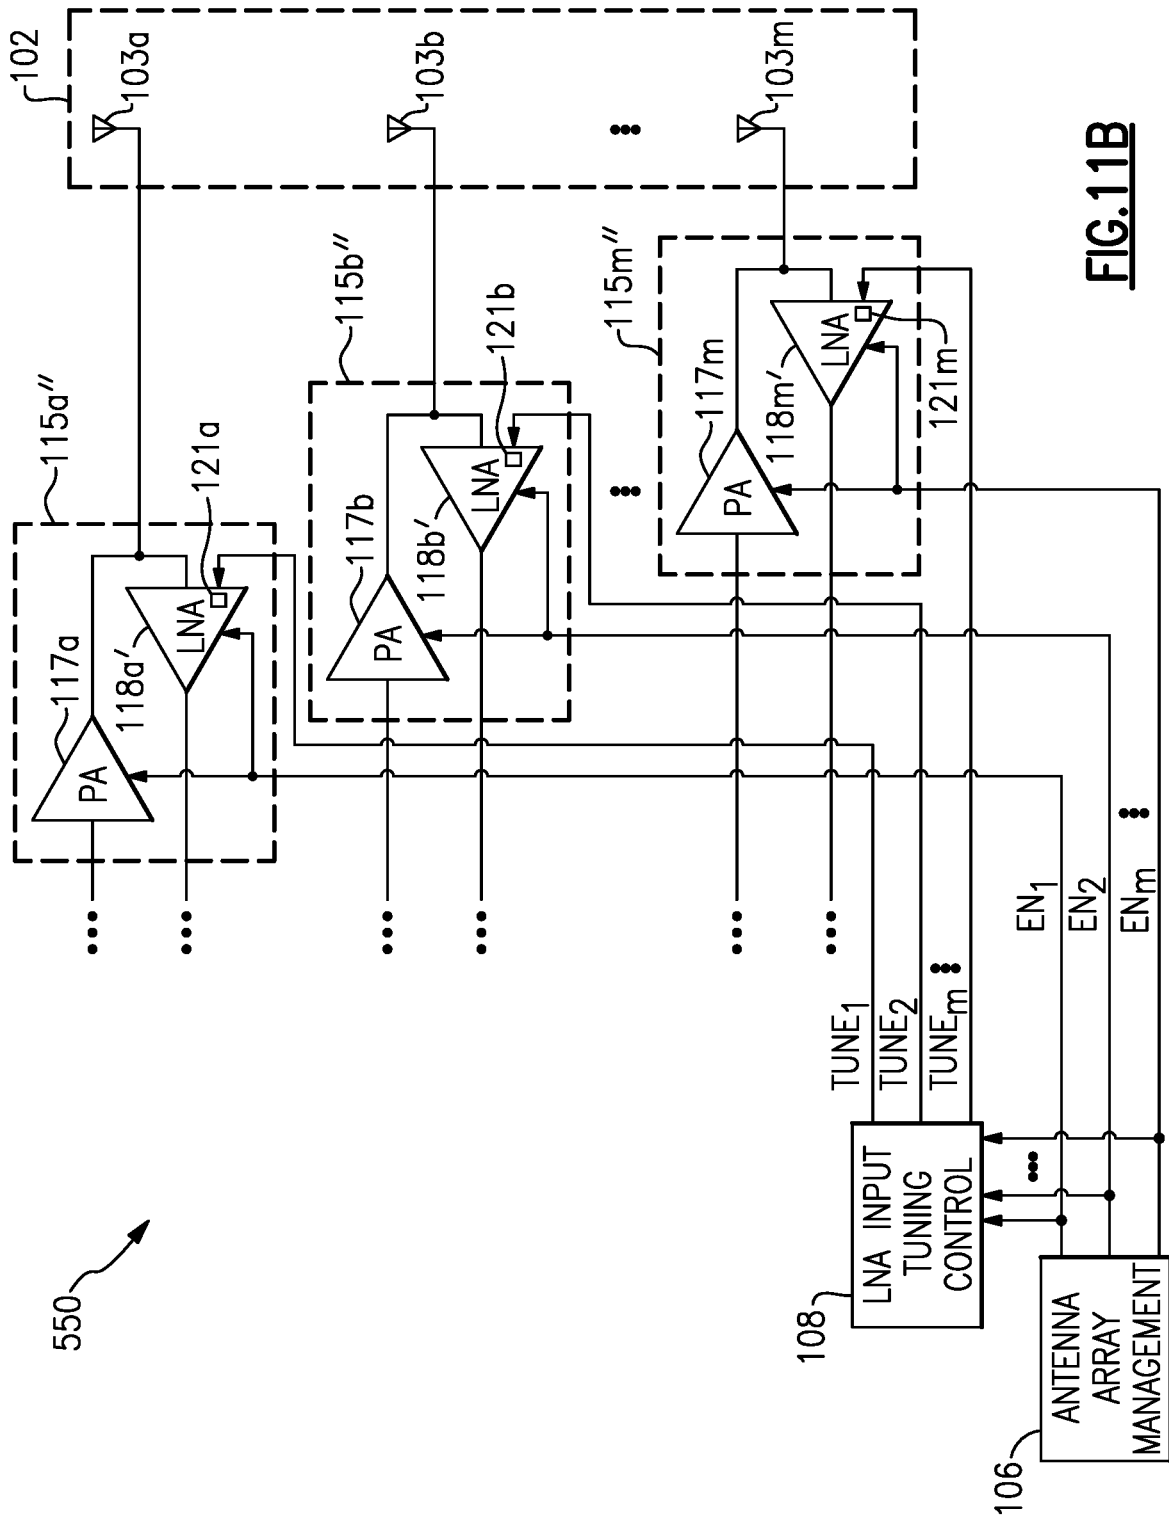 550
102
103a
103b
103m
115a″
117a
PA
118a′
LNA
121a
115b″
117b
PA
118b′
LNA
121b
115m″
117m
PA
118m′
LNA
121m
TUNE1
TUNE2
TUNEm
EN1
EN2
ENm
108
LNA INPUT
TUNING
CONTROL
106
ANTENNA
ARRAY
MANAGEMENT
FIG.11B